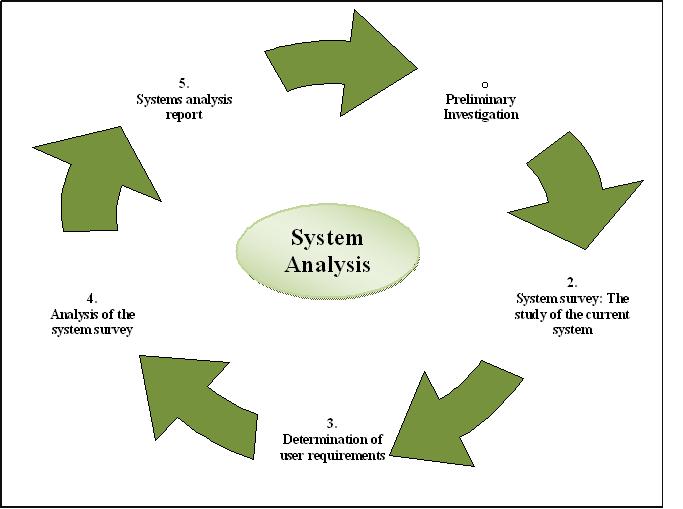 5.
Systems analysis
report
o
Preliminary
Investigation
System
Analysis
2.
System survey: The
study of the current
system
4.
Analysis of the
system survey
3.
Determination of
user requirements